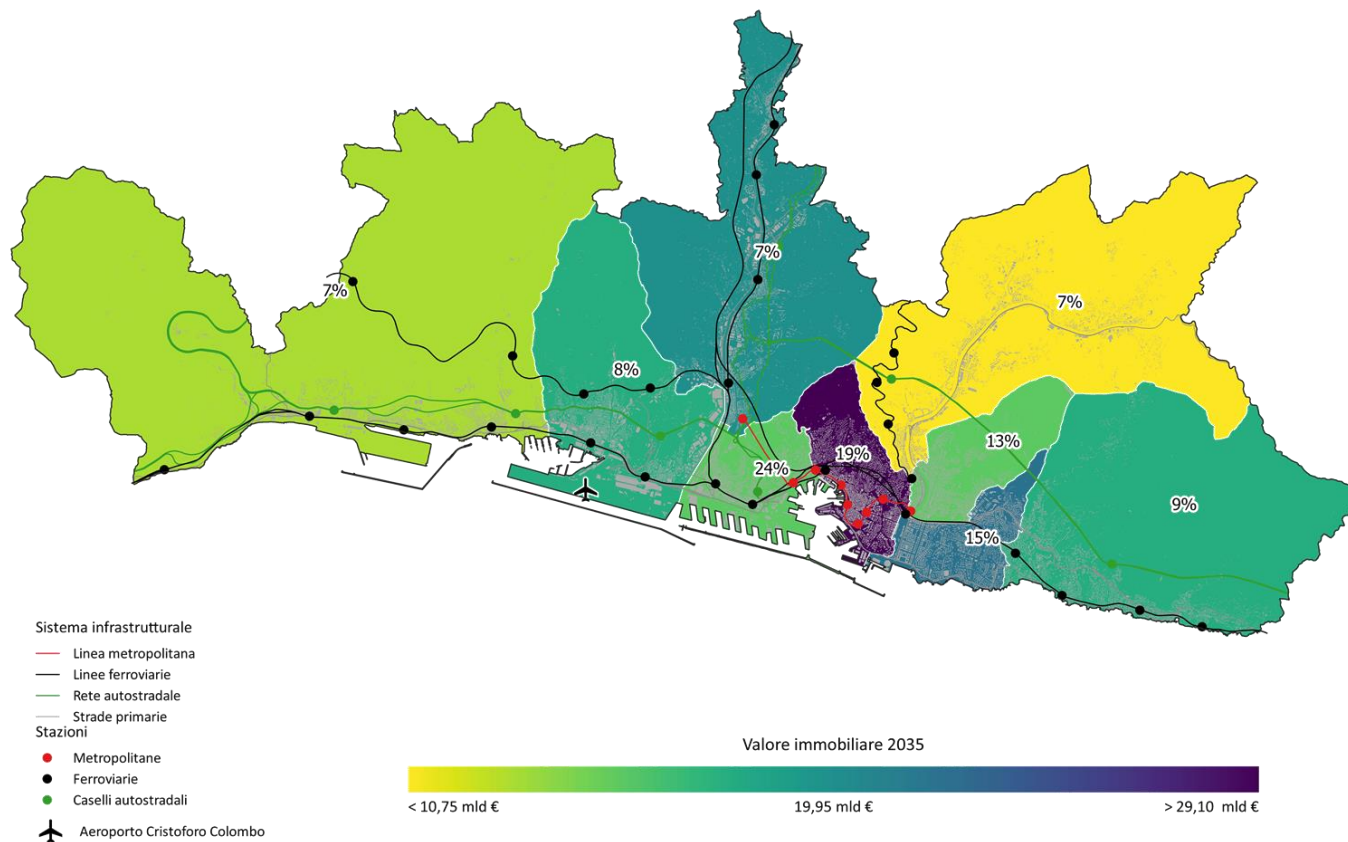 7%
7%
7%
8%
13%
24%
19%
9%
15%
Sistema infrastrutturale
Linea metropolitana
Linee ferroviarie
Rete autostradale
Strade primarie
Stazioni
Metropolitane
Ferroviarie
Caselli autostradali
Aeroporto Cristoforo Colombo
Valore immobiliare 2035
< 10,75 mld € 19,95 mld € > 29,10 mld €